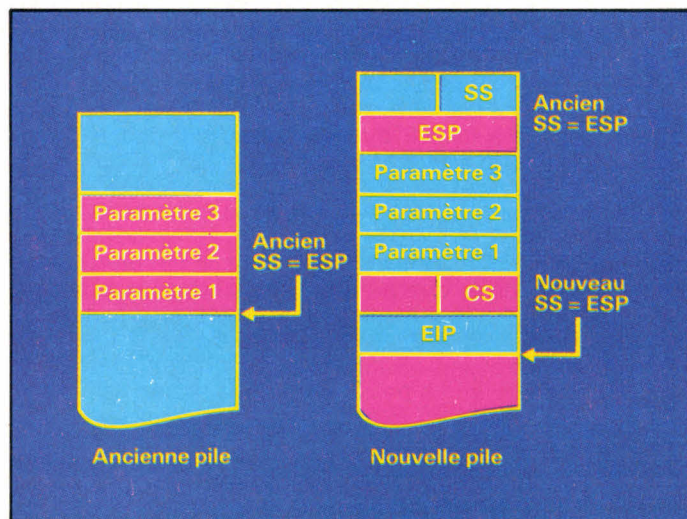 Paramètre 3
Paramètre 2
Paramètre 1
Ancien
SS = ESP
Ancienne pile
SS
ESP
Paramètre 3
Paramètre 2
Paramètre 1
CS
EIP
Ancien
SS = ESP
Nouveau
SS = ESP
Nouvelle pile